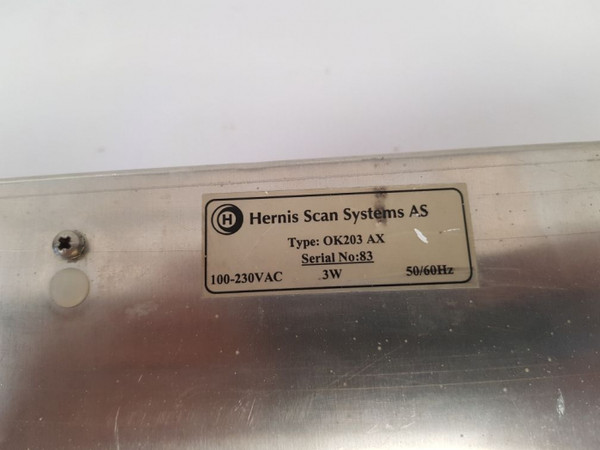 H Hernis Scan Systems AS
Type: OK203 AX
Serial No:83
100-230VAC 3W 50/60Hz